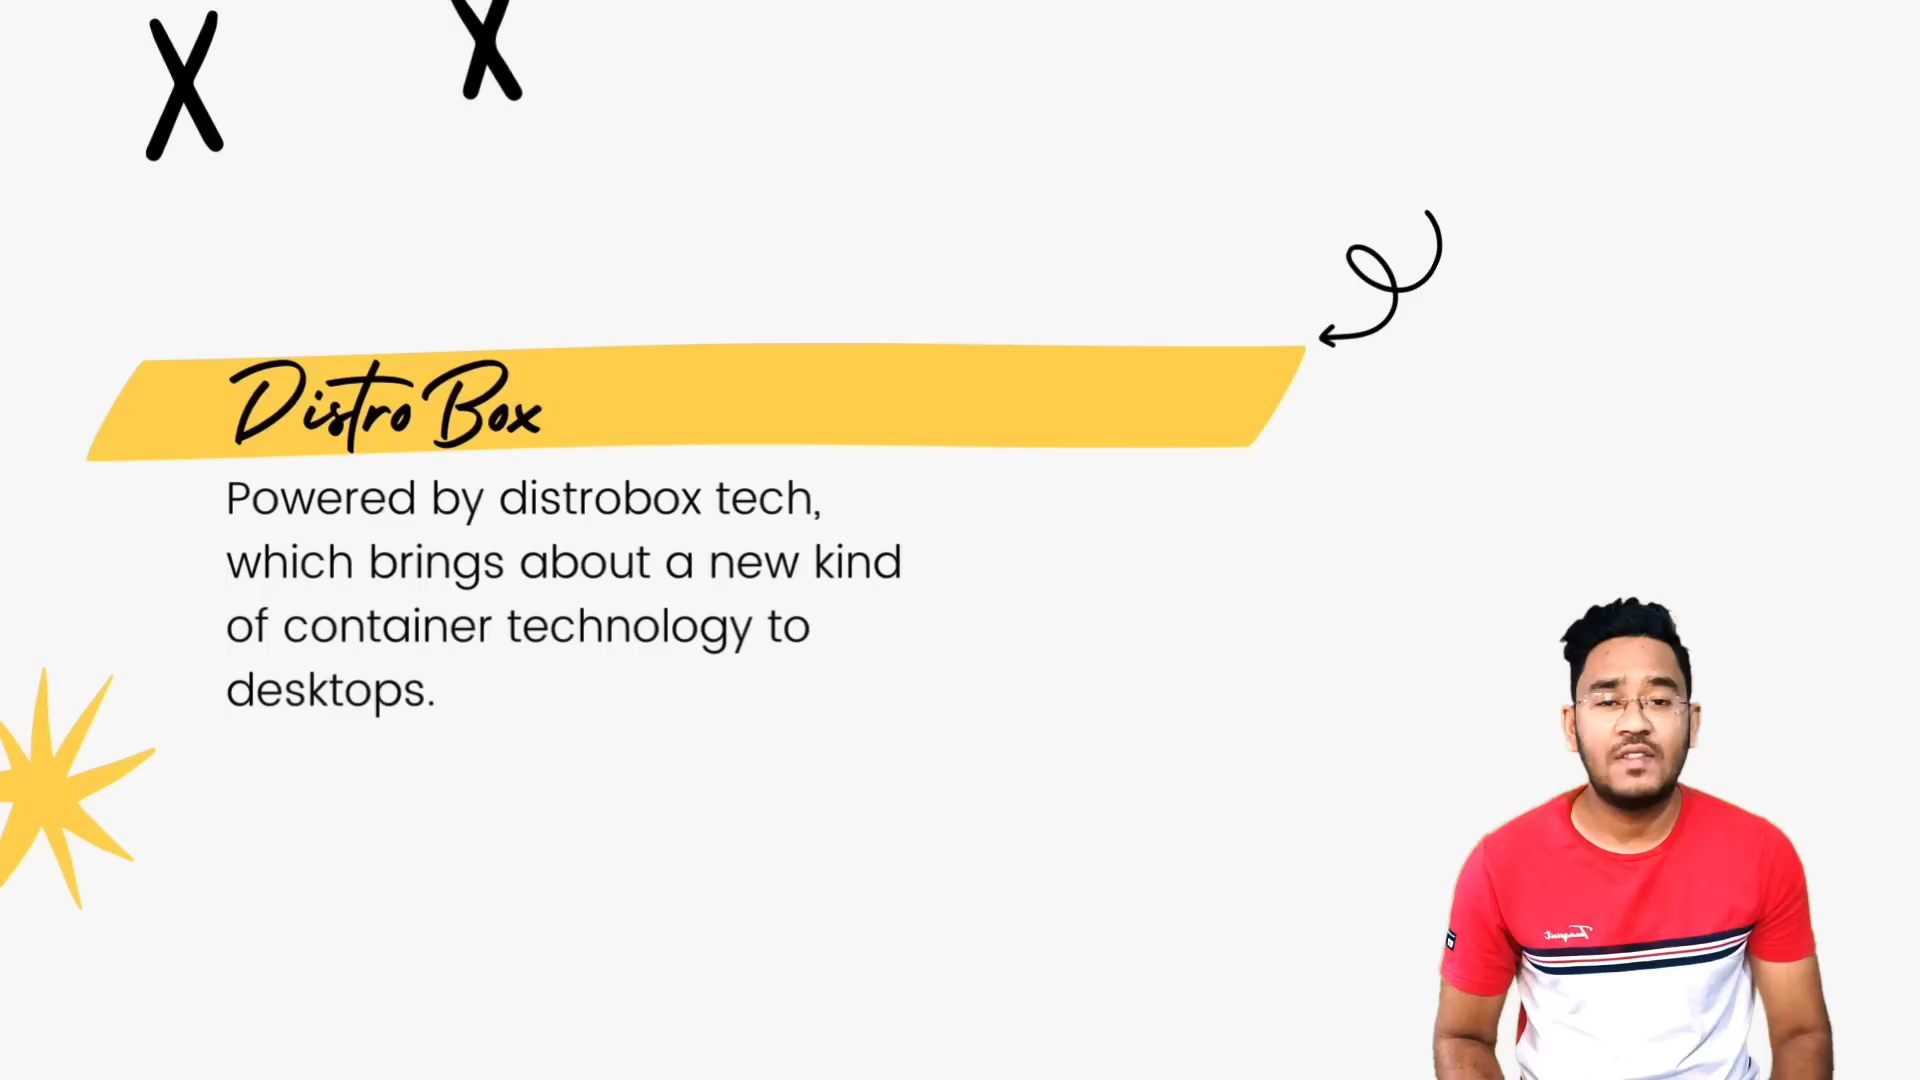 Distro Box
Powered by distrobox tech,
which brings about a new kind
of container technology to
desktops.